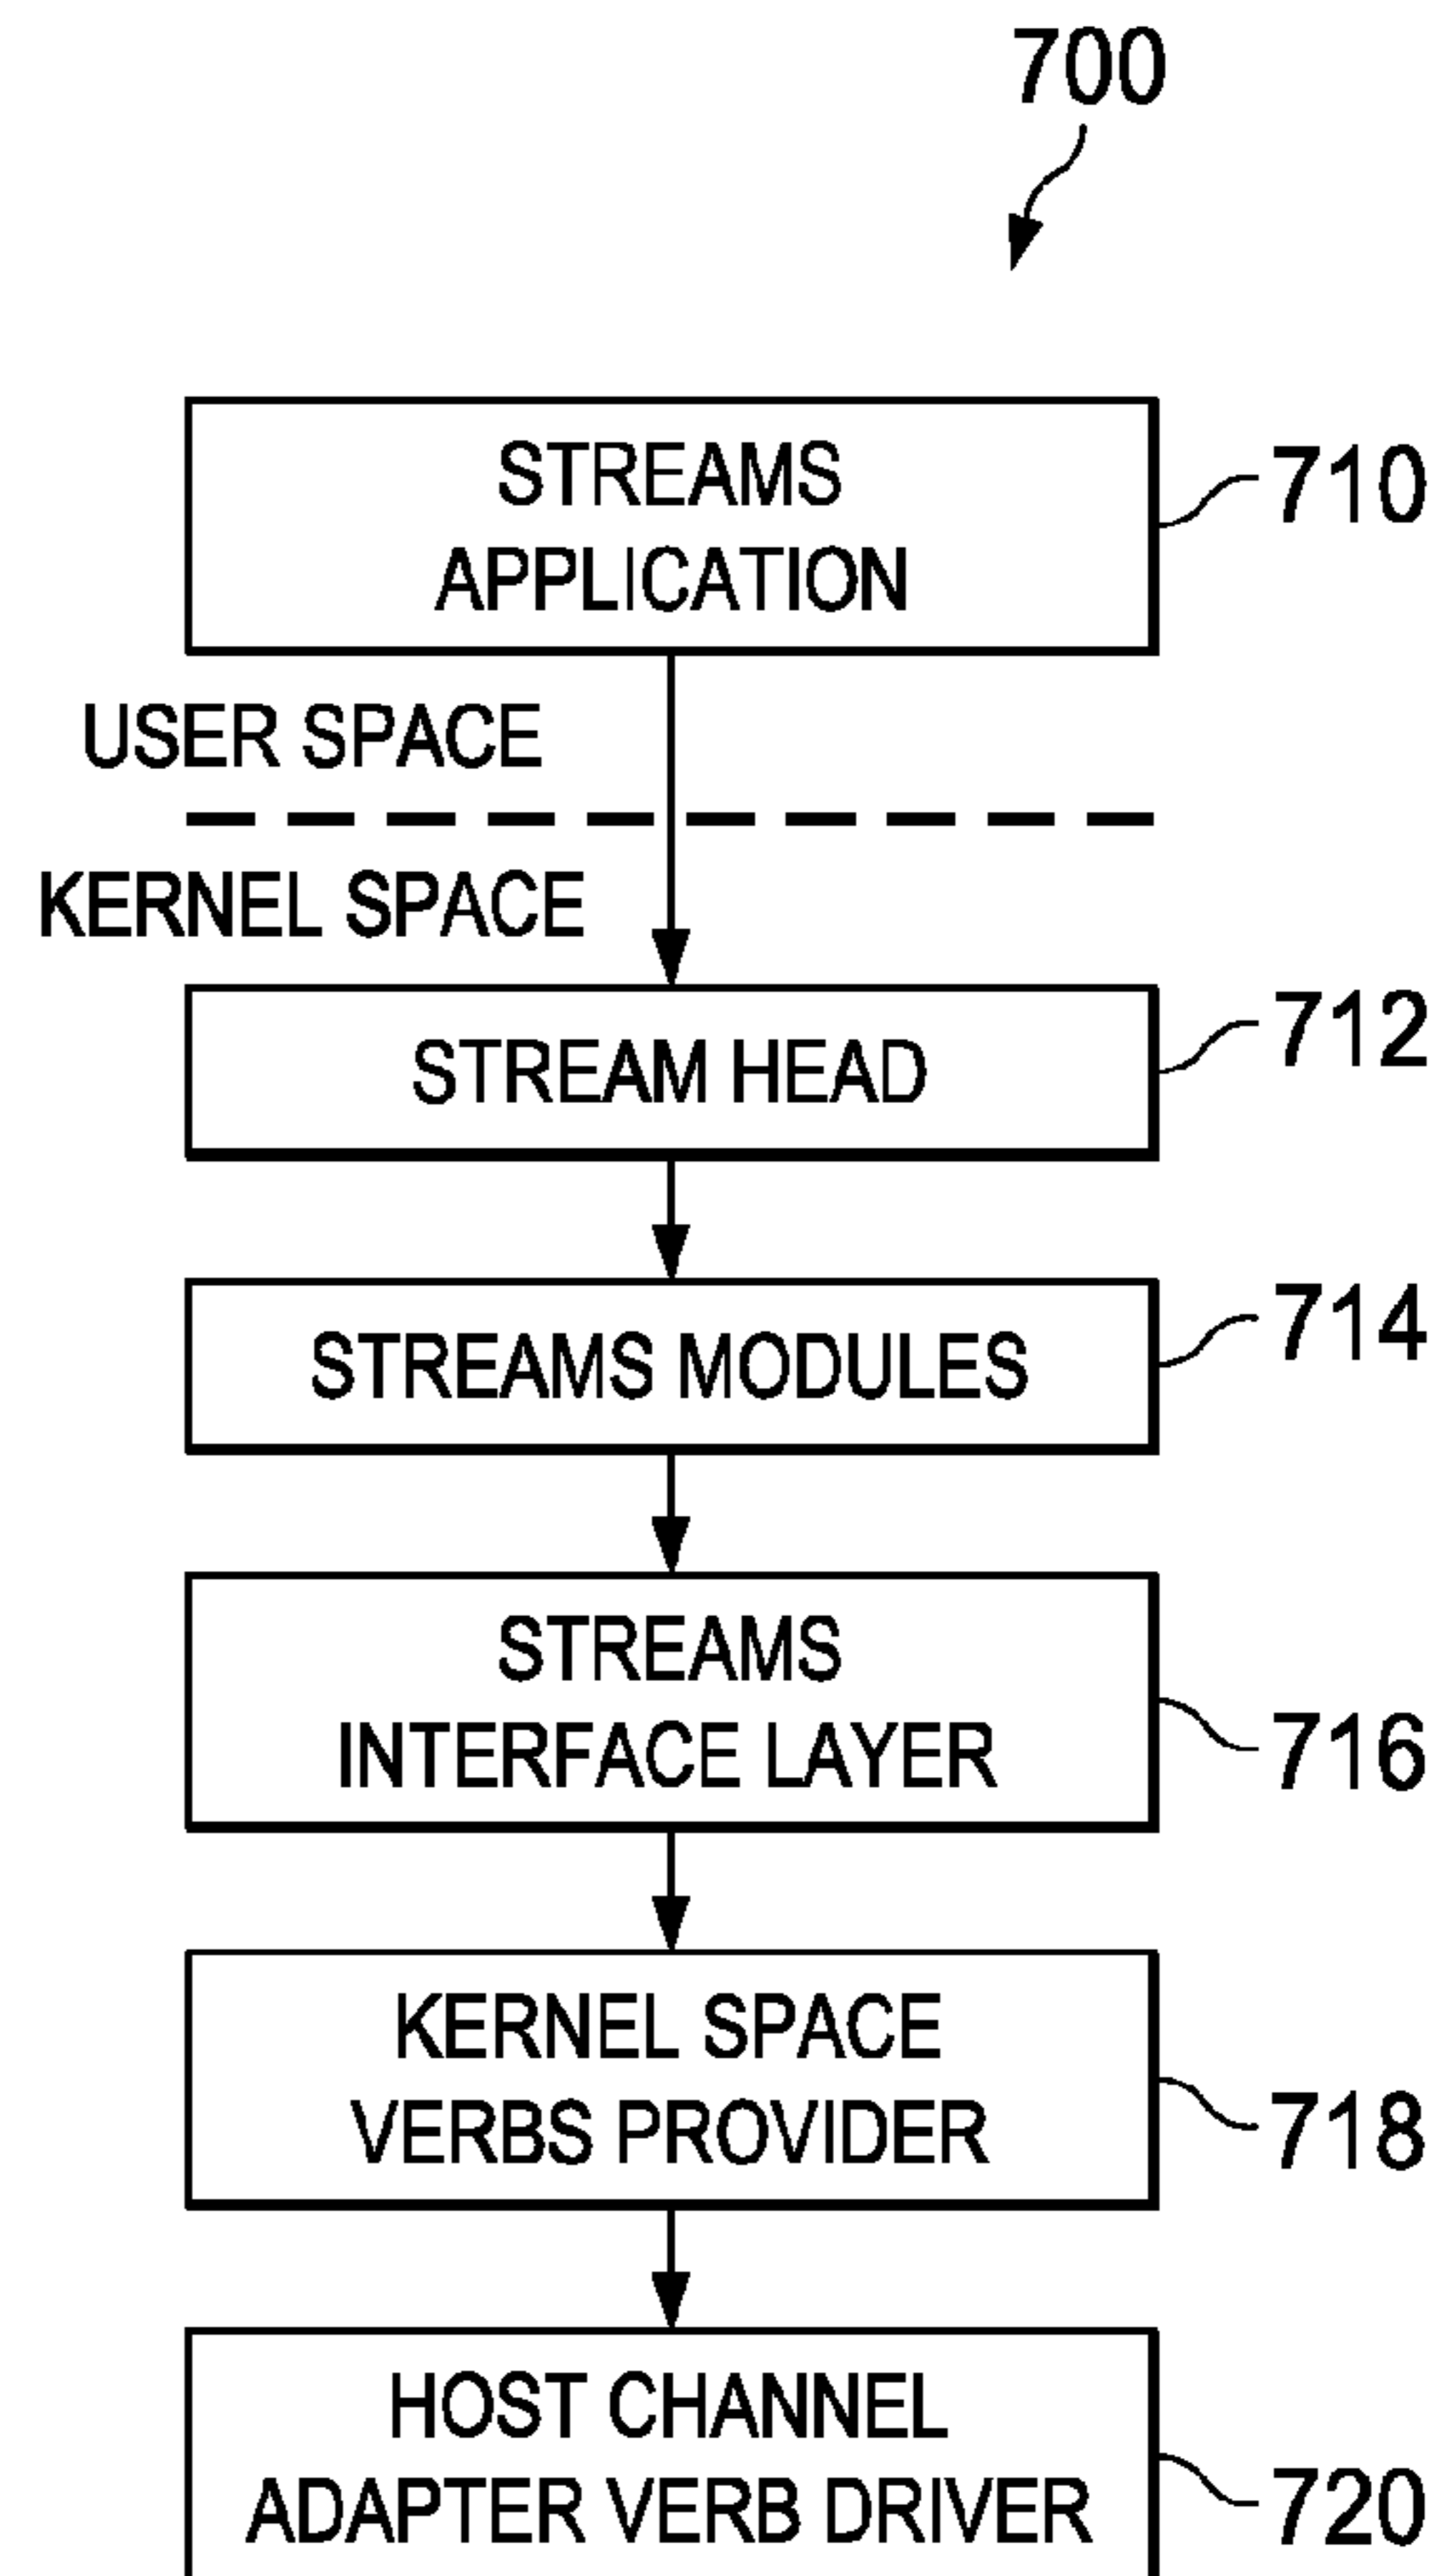 700
STREAMS
APPLICATION
710
USER SPACE
KERNEL SPACE
STREAM HEAD
712
STREAMS MODULES
714
STREAMS
INTERFACE LAYER
716
KERNEL SPACE
VERBS PROVIDER
718
HOST CHANNEL
ADAPTER VERB DRIVER
720